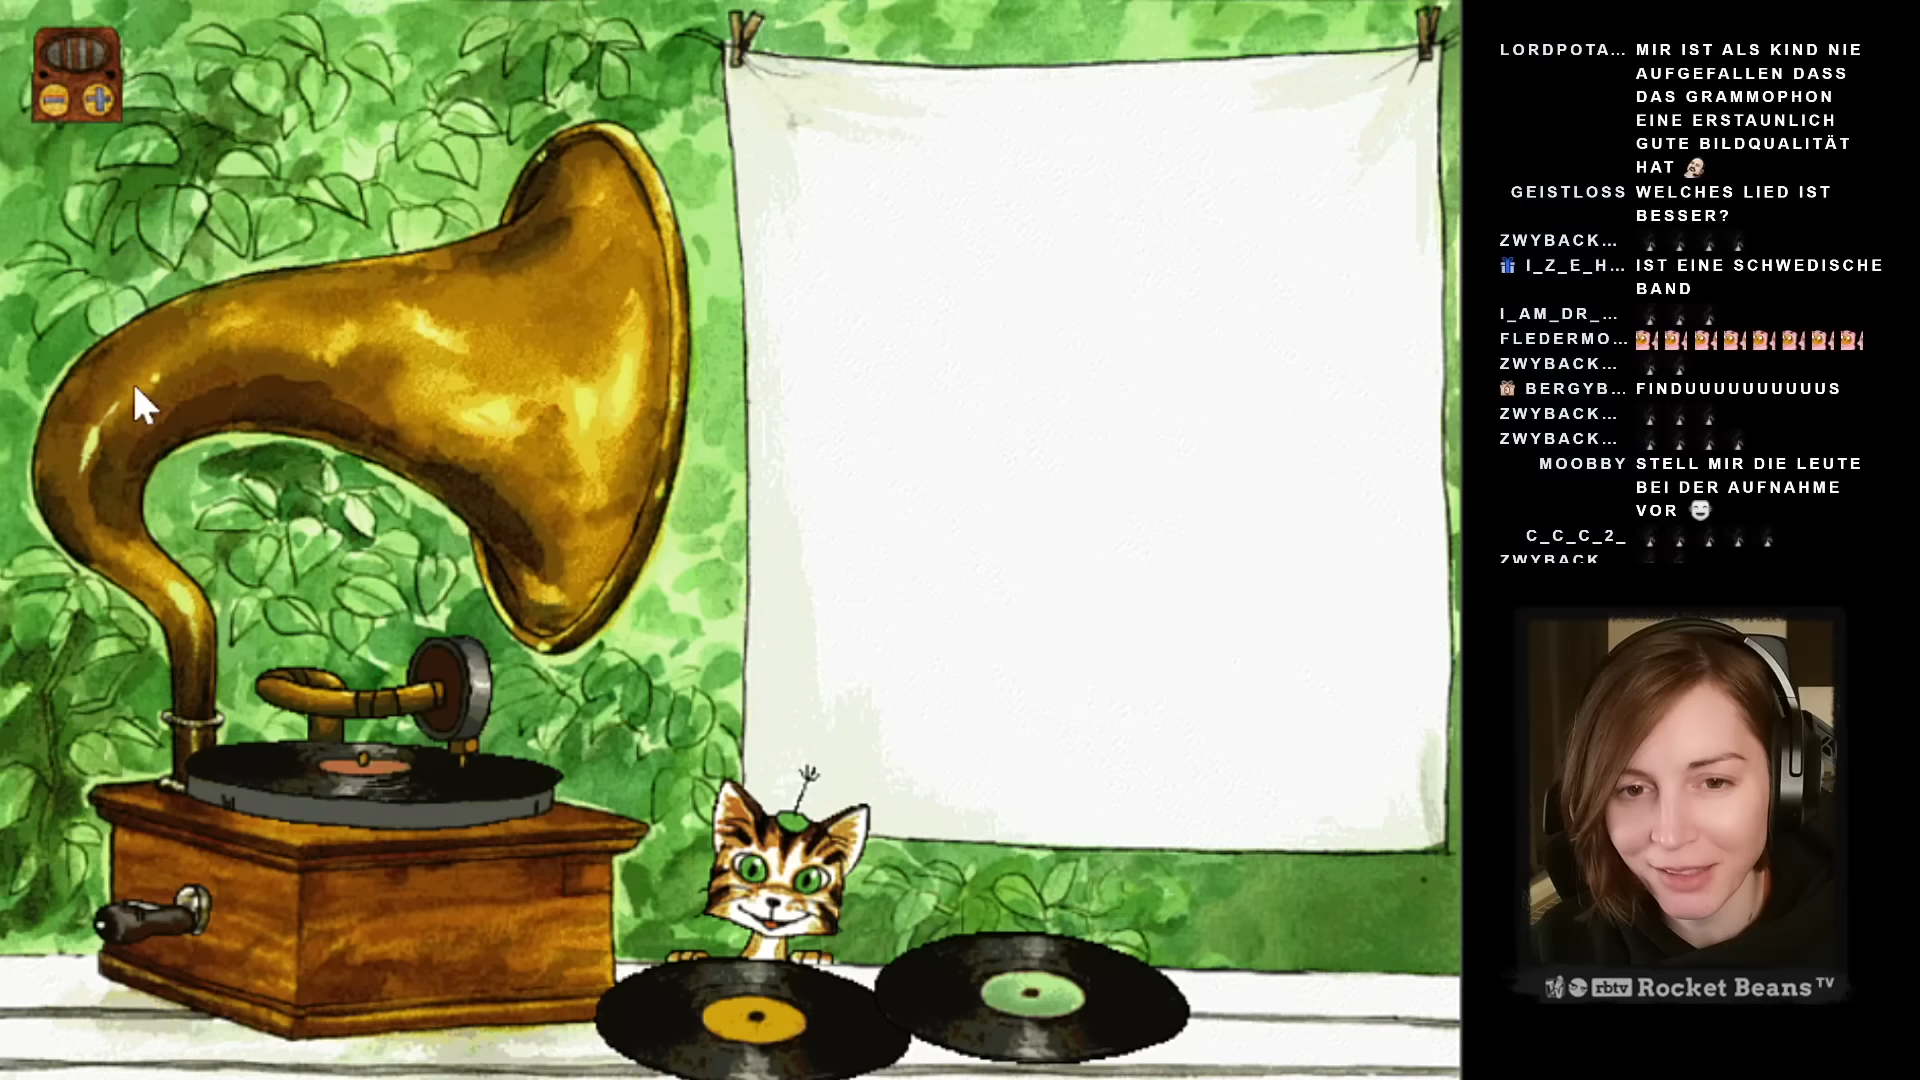 LORDPOTA… MIR IST ALS KIND NIE
AUFGEFALLEN DASS
DAS GRAMMOPHON
EINE ERSTAUNLICH
GUTE BILDQUALITÄT
HAT
GEISTLOSS WELCHES LIED IST
BESSER?
ZWYBACK…
I_Z_E_H… IST EINE SCHWEDISCHE
BAND
I_AM_DR_…
FLEDERMO…
ZWYBACK…
BERGYB… FINDUUUUUUUUUUUS
ZWYBACK…
ZWYBACK…
MOOBBY STELL MIR DIE LEUTE
BEI DER AUFNAHME
VOR
C_C_C_2_
ZWYBACK
rbtv Rocket Beans TV